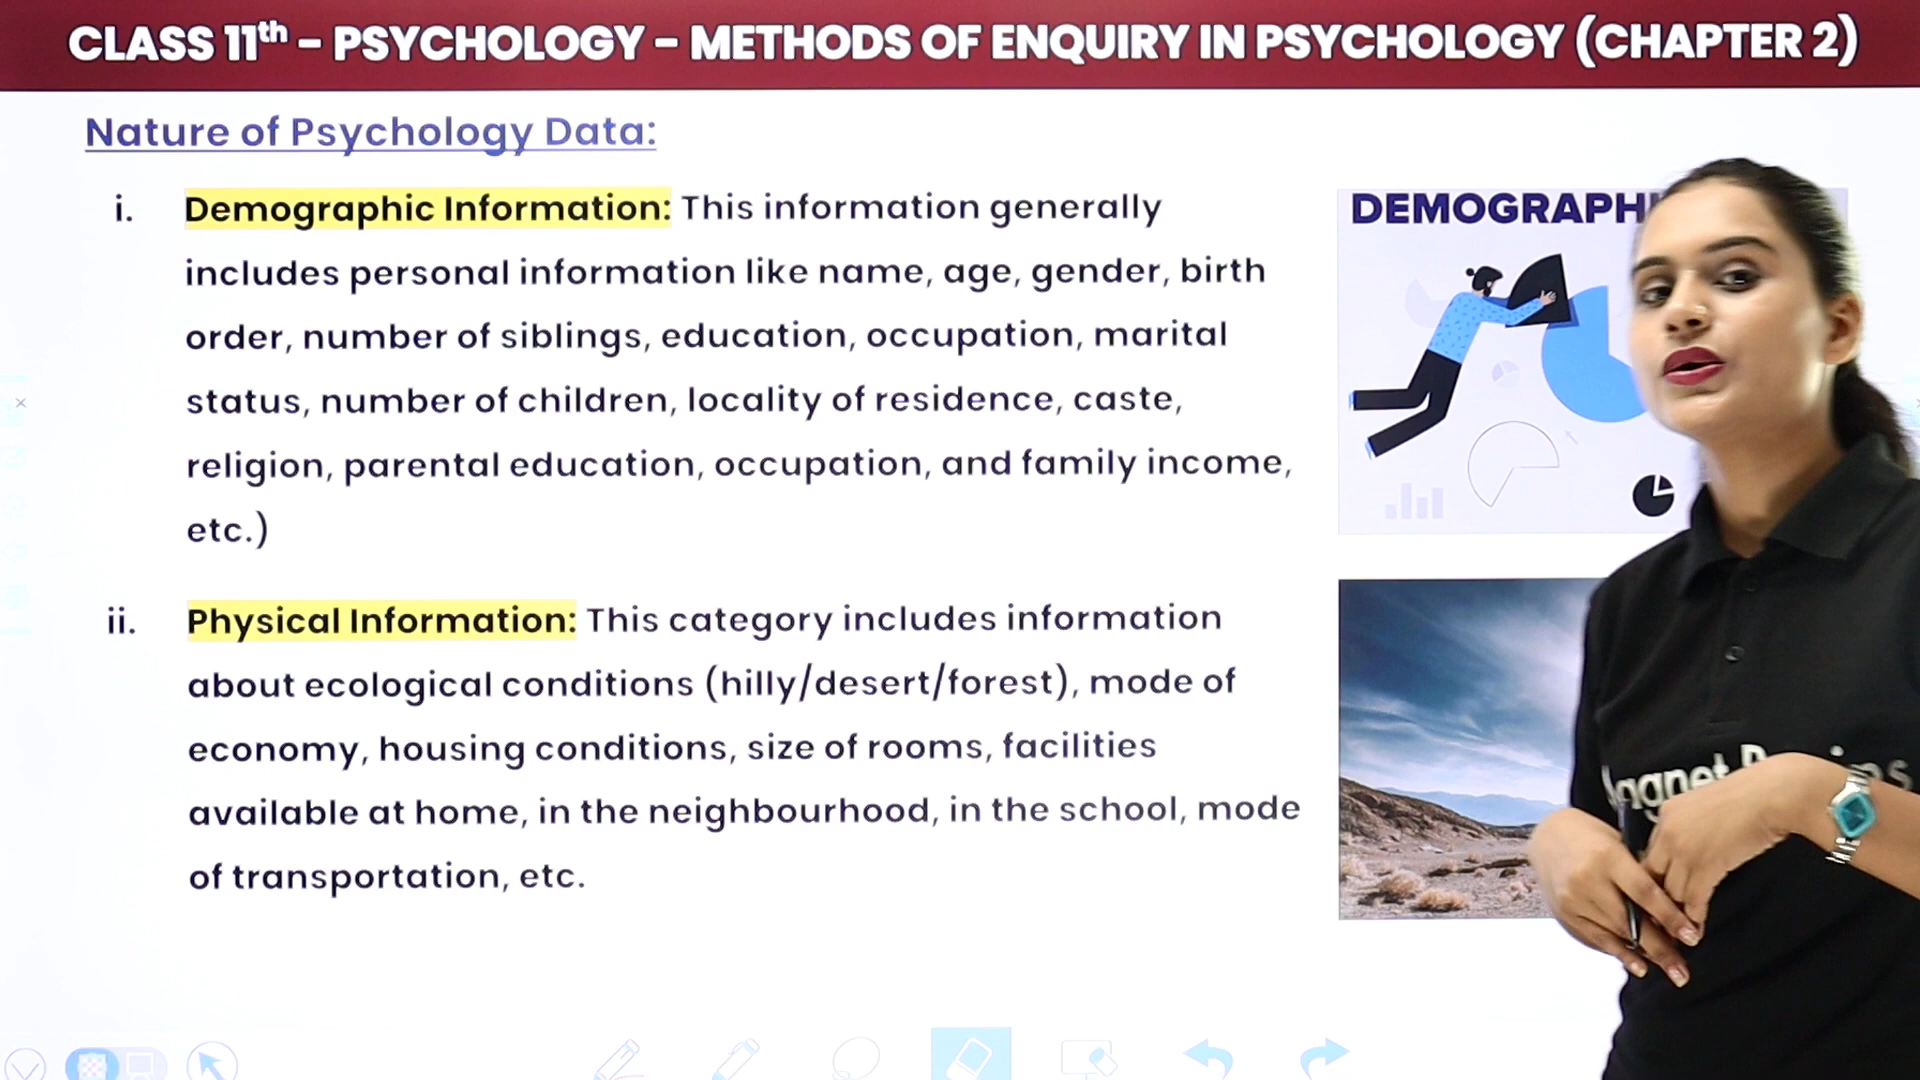 CLASS 11th – PSYCHOLOGY – METHODS OF ENQUIRY IN PSYCHOLOGY (CHAPTER 2)
Nature of Psychology Data:
i. Demographic Information: This information generally
includes personal information like name, age, gender, birth
order, number of siblings, education, occupation, marital
status, number of children, locality of residence, caste,
religion, parental education, occupation, and family income,
etc.)
DEMOGRAPHI
ii. Physical Information: This category includes information
about ecological conditions (hilly/desert/forest), mode of
economy, housing conditions, size of rooms, facilities
available at home, in the neighbourhood, in the school, mode
of transportation, etc.